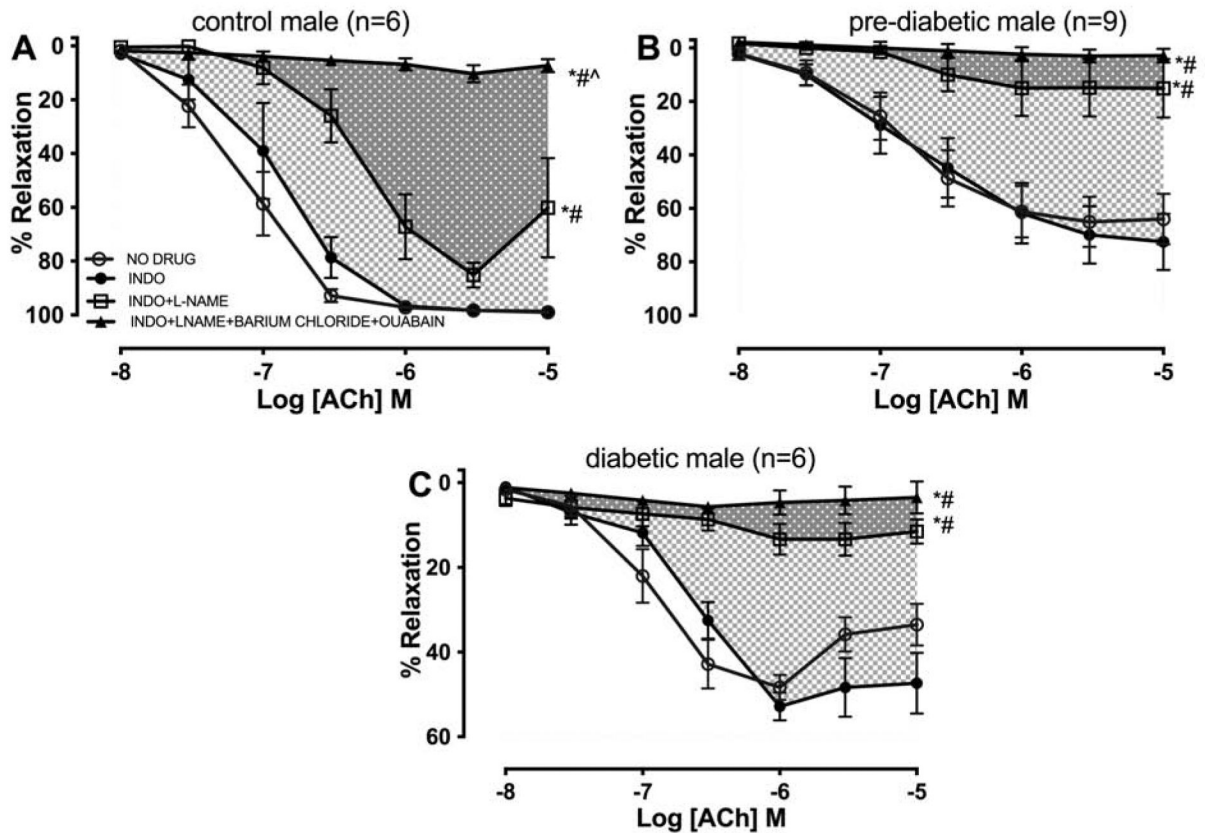 control male (n=6)
A
0
20
40
60
80
100
% Relaxation
*#^
*#
NO DRUG
INDO
INDO+L-NAME
INDO+LNAME+BARIUM CHLORIDE+OUABAIN
-8 -7 -6 -5
Log [ACh] M
pre-diabetic male (n=9)
B
0
20
40
60
80
100
% Relaxation
*#
*#
-8 -7 -6 -5
Log [ACh] M
diabetic male (n=6)
C
0
20
40
60
% Relaxation
*#
*#
-8 -7 -6 -5
Log [ACh] M